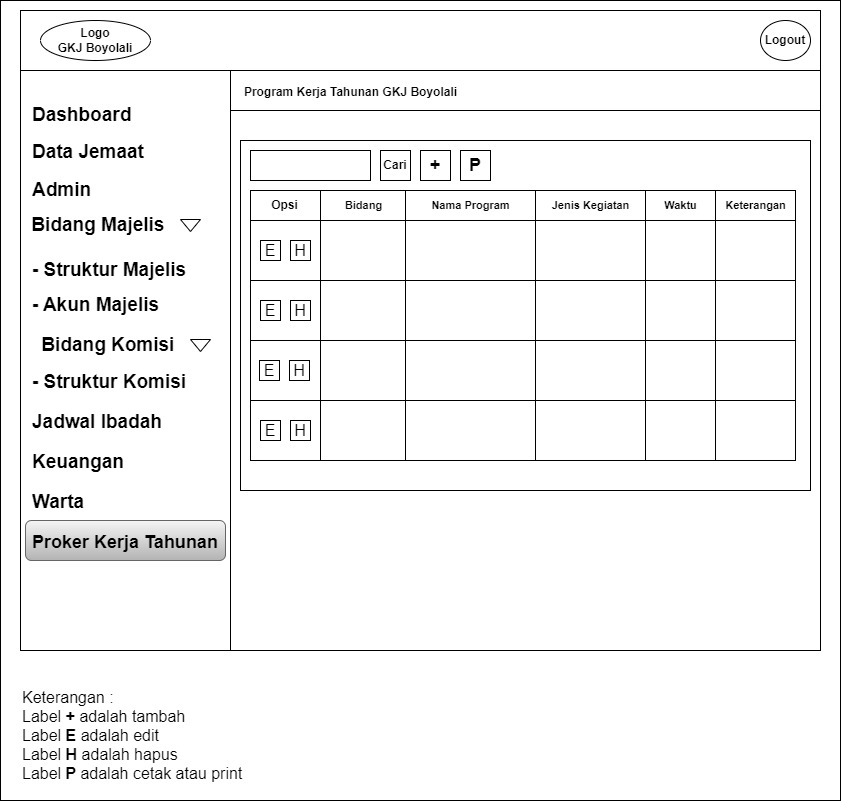 Logo
GKJ Boyolali
Logout
Program Kerja Tahunan GKJ Boyolali
Dashboard
Data Jemaat
Admin
Bidang Majelis
- Struktur Majelis
- Akun Majelis
Bidang Komisi
- Struktur Komisi
Jadwal Ibadah
Keuangan
Warta
Proker Kerja Tahunan
Cari + P
Opsi Bidang Nama Program Jenis Kegiatan Waktu Keterangan
E H
E H
E H
E H
Keterangan :
Label + adalah tambah
Label E adalah edit
Label H adalah hapus
Label P adalah cetak atau print